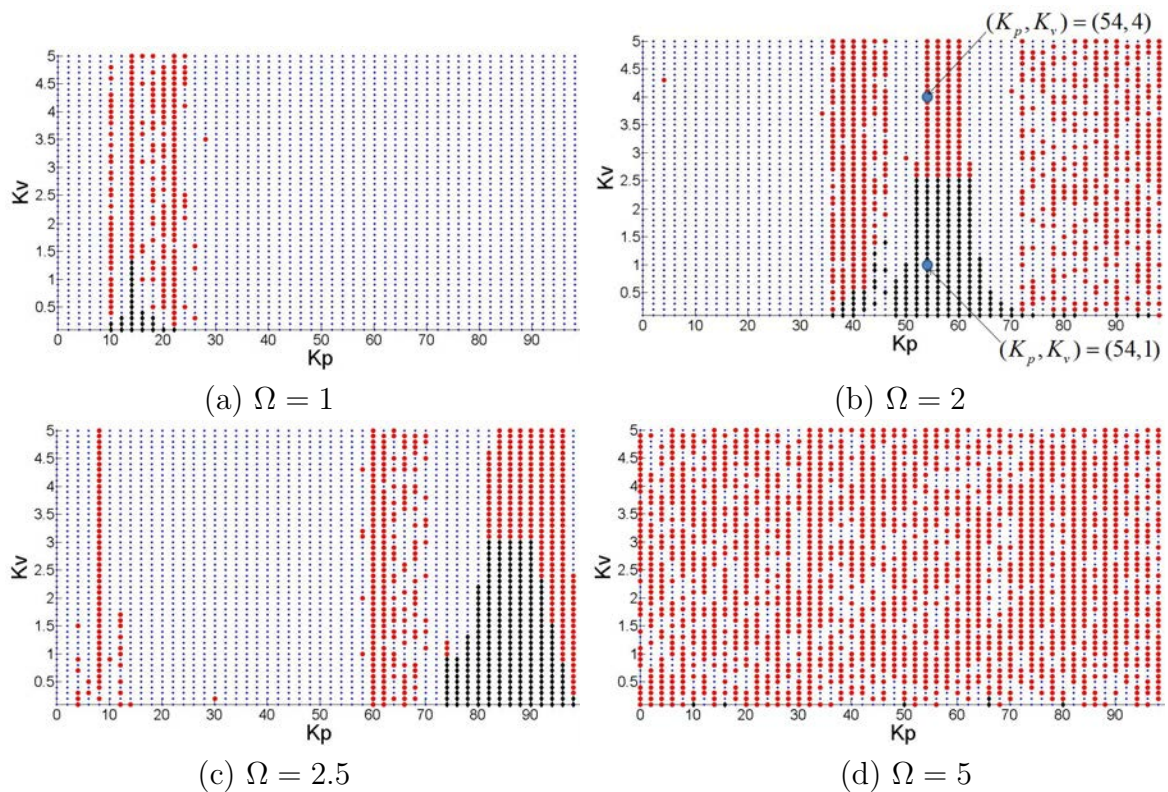 (K_p, K_v) = (54, 4)
5
4.5
4
3.5
3
2.5
2
1.5
1
0.5
Kv
0 10 20 30 40 50 60 70 80 90
Kp
(a) Ω = 1
5
4.5
4
3.5
3
2.5
2
1.5
1
0.5
Kv
0 10 20 30 40 50 60 70 80 90
Kp
(K_p, K_v) = (54, 1)
(b) Ω = 2
5
4.5
4
3.5
3
2.5
2
1.5
1
0.5
Kv
0 10 20 30 40 50 60 70 80 90
Kp
(c) Ω = 2.5
5
4.5
4
3.5
3
2.5
2
1.5
1
0.5
Kv
0 10 20 30 40 50 60 70 80 90
Kp
(d) Ω = 5